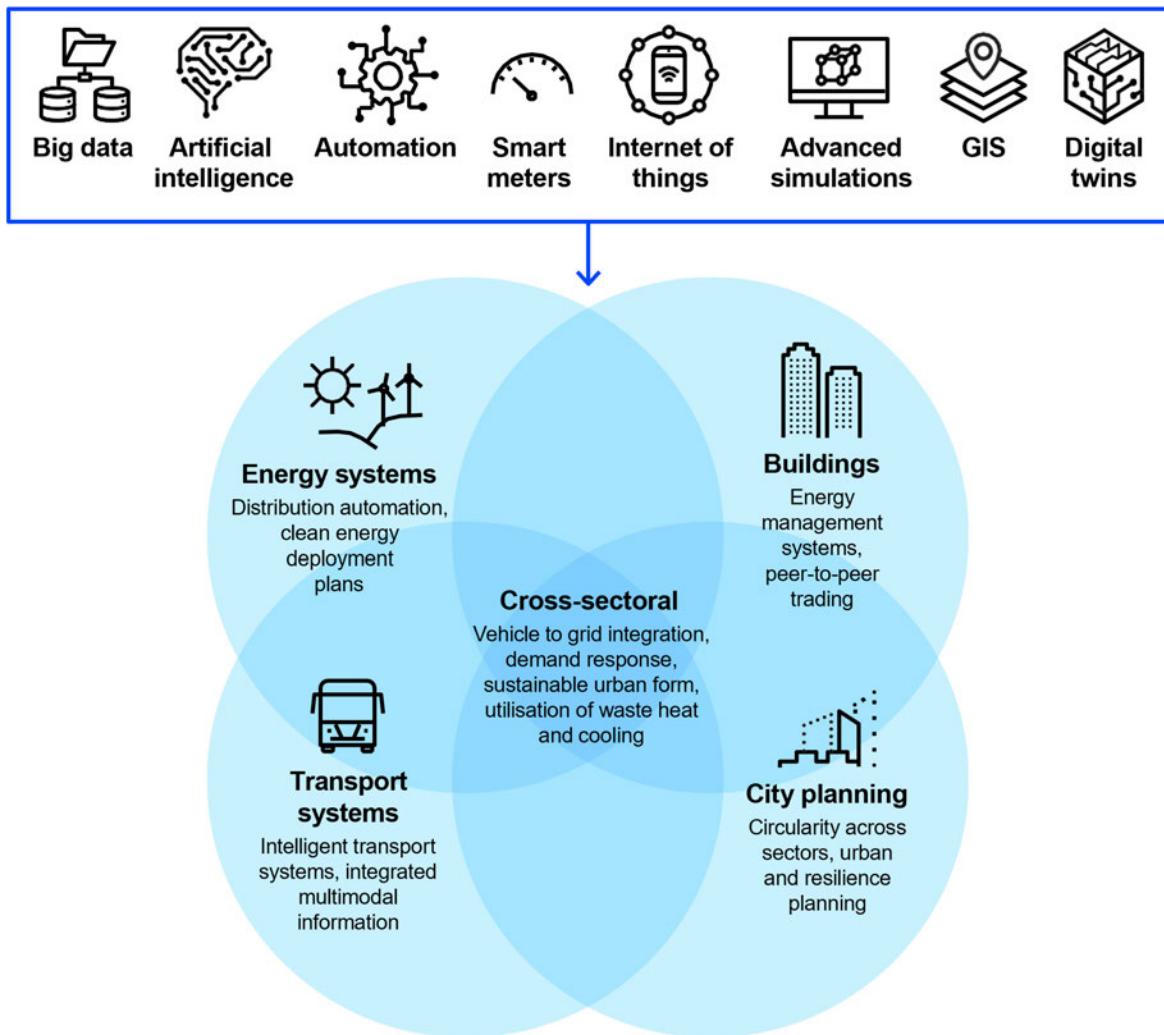 Big data
Artificial
intelligence
Automation
Smart
meters
Internet of
things
Advanced
simulations
GIS
Digital
twins
Energy systems
Distribution automation,
clean energy
deployment
plans
Buildings
Energy
management
systems,
peer-to-peer
trading
Cross-sectoral
Vehicle to grid integration,
demand response,
sustainable urban form,
utilisation of waste heat
and cooling
Transport
systems
Intelligent transport
systems, integrated
multimodal
information
City planning
Circularity across
sectors, urban
and resilience
planning